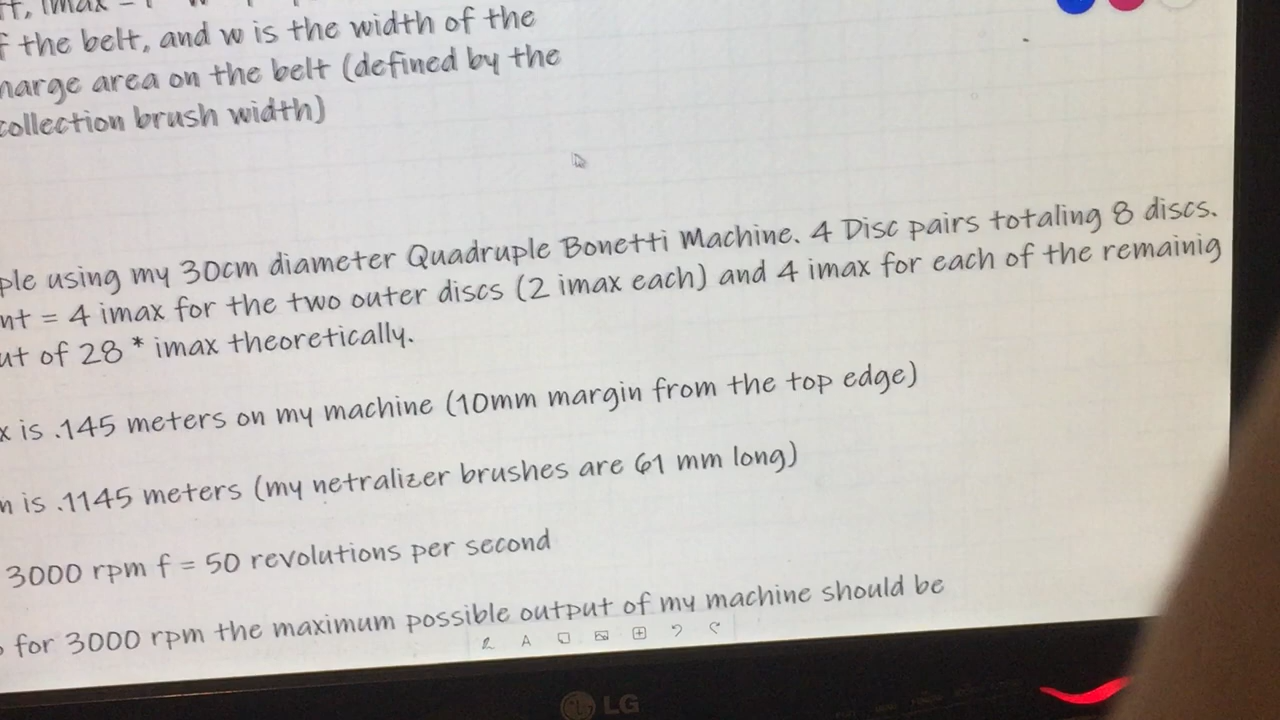 the belt, and w is the width of the
area on the belt (defined by the
collection brush width)
using my 30cm diameter Quadruple Bonetti Machine. 4 Disc pairs totaling 8 discs.
= 4 imax for the two outer discs (2 imax each) and 4 imax for each of the remainig
of 28 * imax theoretically.
is .145 meters on my machine (10mm margin from the top edge)
is .1145 meters (my netralizer brushes are 61 mm long)
3000 rpm f = 50 revolutions per second
for 3000 rpm the maximum possible output of my machine should be
LG